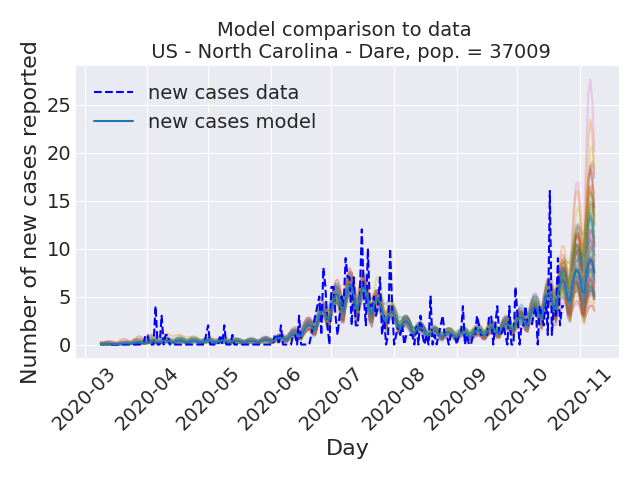 Model comparison to data
US - North Carolina - Dare, pop. = 37009
Number of new cases reported
25
20
15
10
5
0
new cases data
new cases model
2020-03
2020-04
2020-05
2020-06
2020-07
2020-08
2020-09
2020-10
2020-11
Day